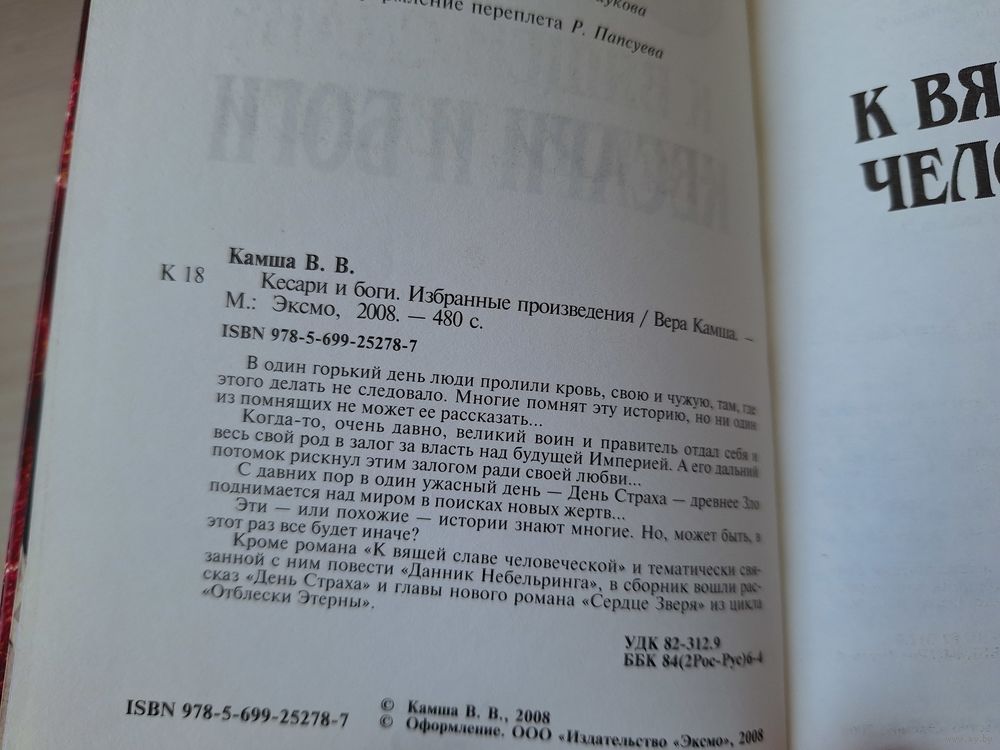 укова
переплета Р. Папсуева
К ВЯ
ЧЕЛО
Камша В. В.
К 18
Кесари и боги. Избранные произведения / Вера Камша. –
М.: Эксмо, 2008. — 480 с.
ISBN 978-5-699-25278-7
В один горький день люди пролили кровь, свою и чужую, там, где
этого делать не следовало. Многие помнят эту историю, но ни один
из помнящих не может ее рассказать...
Когда-то, очень давно, великий воин и правитель отдал себя и
весь свой род в залог за власть над будущей Империей. А его дальний
потомок рискнул этим залогом ради своей любви...
С давних пор в один ужасный день — День Страха — древнее Зло
поднимается над миром в поисках новых жертв...
Эти — или похожие — истории знают многие. Но, может быть, в
этот раз все будет иначе?
Кроме романа «К вящей славе человеческой» и тематически свя-
занной с ним повести «Данник Небельринга», в сборник вошли рас-
сказ «День Страха» и главы нового романа «Сердце Зверя» из цикла
«Отблески Этерны».
УДК 82-312.9
ББК 84(2Рос-Рус)6-4
ISBN 978-5-699-25278-7
© Камша В. В., 2008
© Оформление. ООО «Издательство «Эксмо», 2008